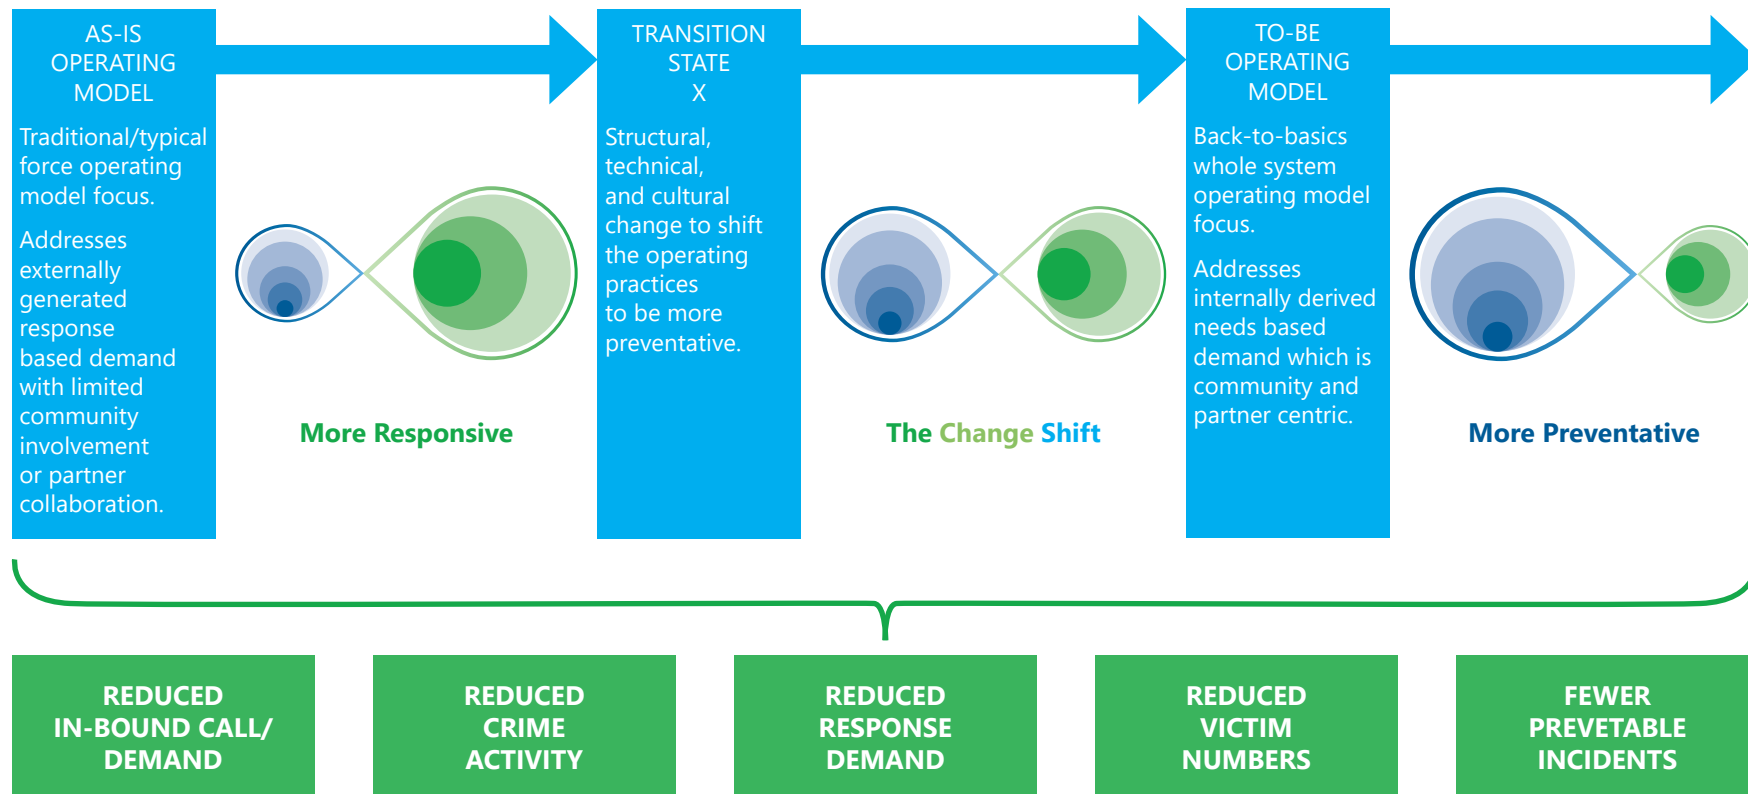 AS-IS
OPERATING
MODEL
Traditional/typical
force operating
model focus.
Addresses
externally
generated
response
based demand
with limited
community
involvement
or partner
collaboration.
More Responsive
TRANSITION
STATE
X
Structural,
technical,
and cultural
change to shift
the operating
practices
to be more
preventative.
The Change Shift
TO-BE
OPERATING
MODEL
Back-to-basics
whole system
operating model
focus.
Addresses
internally derived
needs based
demand which is
community and
partner centric.
More Preventative
REDUCED
IN-BOUND CALL/
DEMAND
REDUCED
CRIME
ACTIVITY
REDUCED
RESPONSE
DEMAND
REDUCED
VICTIM
NUMBERS
FEWER
PREVETABLE
INCIDENTS